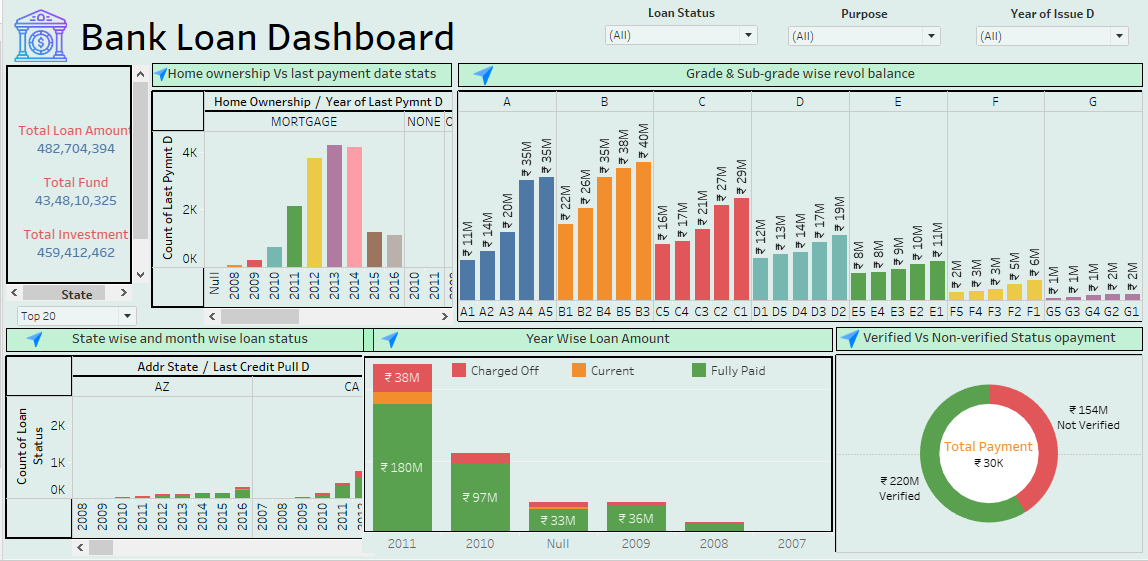 Bank Loan Dashboard
Loan Status
(All)
Purpose
(All)
Year of Issue D
(All)
Total Loan Amount
482,704,394
Total Fund
43,48,10,325
Total Investment
459,412,462
State
Top 20
Home ownership Vs last payment date stats
Home Ownership / Year of Last Pymnt D
MORTGAGE
NONE
Count of Last Pymnt D
4K
2K
0K
Null 2008 2009 2010 2011 2012 2013 2014 2015 2016 2010 2011
Grade & Sub-grade wise revol balance
A B C D E F G
₹ 11M ₹ 14M ₹ 20M ₹ 35M ₹ 35M ₹ 22M ₹ 26M ₹ 35M ₹ 38M ₹ 40M ₹ 16M ₹ 17M ₹ 21M ₹ 27M ₹ 29M ₹ 12M ₹ 13M ₹ 14M ₹ 17M ₹ 19M ₹ 8M ₹ 8M ₹ 9M ₹ 10M ₹ 11M ₹ 2M ₹ 3M ₹ 3M ₹ 5M ₹ 6M ₹ 1M ₹ 1M ₹ 1M ₹ 2M ₹ 2M
A1 A2 A3 A4 A5 B1 B2 B4 B5 B3 C5 C4 C3 C2 C1 D1 D5 D4 D3 D2 E5 E4 E3 E2 E1 F5 F4 F3 F2 F1 G5 G3 G4 G2 G1
State wise and month wise loan status
Addr State / Last Credit Pull D
AZ
CA
Count of Loan
Status
2K
1K
0K
2008 2009 2010 2011 2012 2013 2014 2015 2016 2007 2008 2009 2010 2011
Year Wise Loan Amount
Charged Off
Current
Fully Paid
₹ 38M
₹ 180M
₹ 97M
₹ 33M
₹ 36M
2011 2010 Null 2009 2008 2007
Verified Vs Non-verified Status opayment
₹ 154M
Not Verified
Total Payment
₹ 30K
₹ 220M
Verified